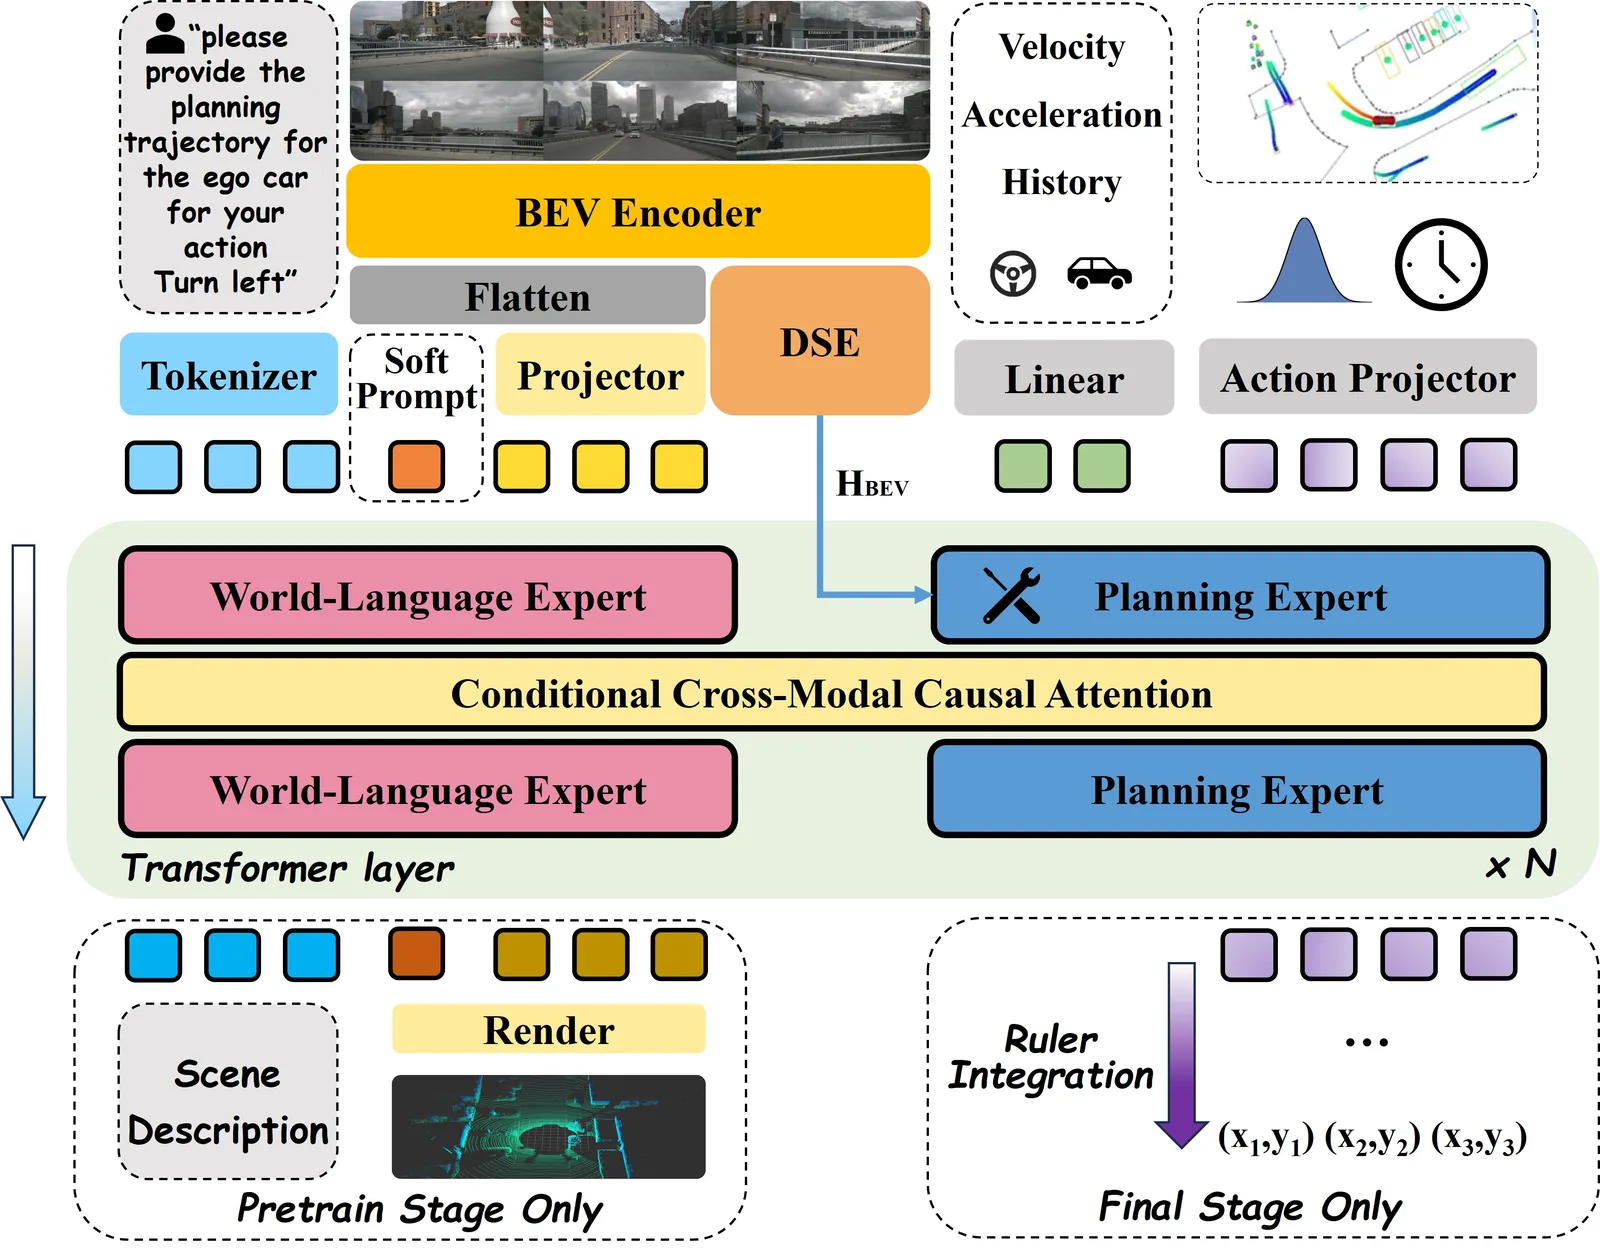 “please
provide the
planning
trajectory for
the ego car
for your
action
Turn left”
BEV Encoder
Flatten
DSE
Tokenizer
Soft
Prompt
Projector
Velocity
Acceleration
History
Linear
Action Projector
HBEV
World-Language Expert
Planning Expert
Conditional Cross-Modal Causal Attention
World-Language Expert
Planning Expert
Transformer layer
x N
Scene
Description
Render
Pretrain Stage Only
Ruler
Integration
...
(x1,y1) (x2,y2) (x3,y3)
Final Stage Only